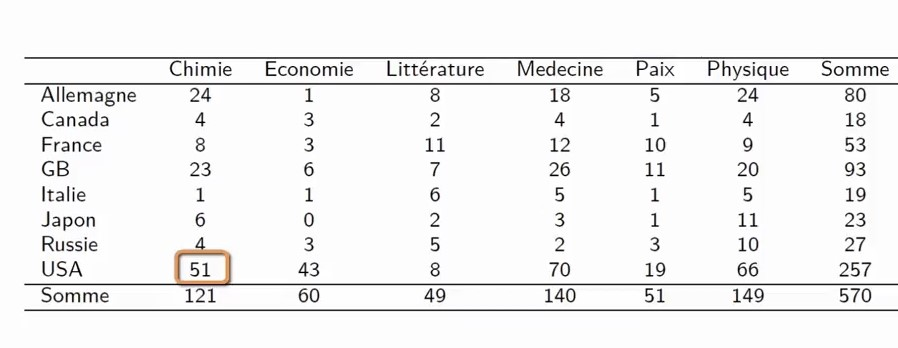 Chimie Economie Littérature Medecine Paix Physique Somme
Allemagne 24 1 8 18 5 24 80
Canada 4 3 2 4 1 4 18
France 8 3 11 12 10 9 53
GB 23 6 7 26 11 20 93
Italie 1 1 6 5 1 5 19
Japon 6 0 2 3 1 11 23
Russie 4 3 5 2 3 10 27
USA 51 43 8 70 19 66 257
Somme 121 60 49 140 51 149 570